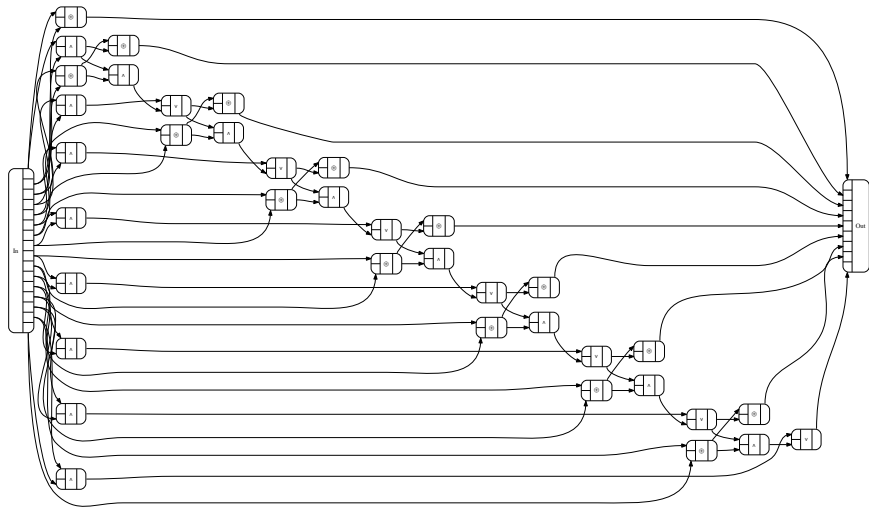 ⊕
∧ ⊕
⊕ ∧
∧ ∨ ⊕
⊕ ∧
∧
∨ ⊕
⊕ ∧
∧
∨ ⊕ Out
In
⊕ ∧
∧ ∨ ⊕
⊕ ∧
∧ ∨ ⊕
⊕ ∧
∧ ∨ ⊕
⊕ ∧ ∨
∧